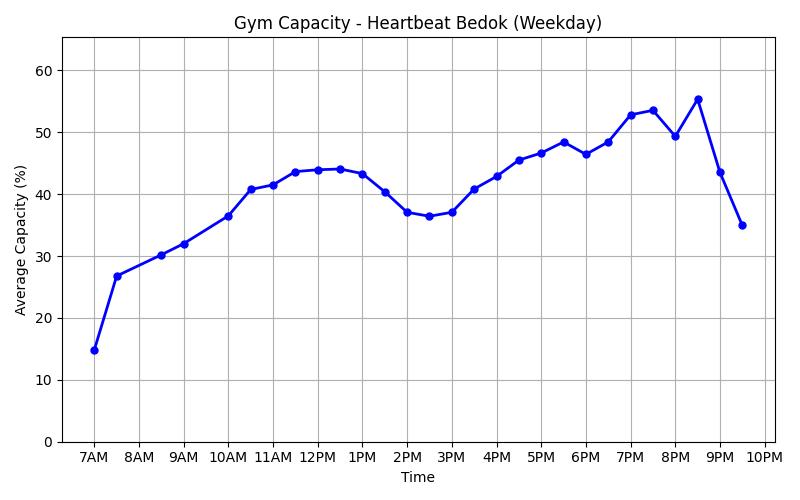 Gym Capacity - Heartbeat Bedok (Weekday)
Average Capacity (%)
60
50
40
30
20
10
0
7AM 8AM 9AM 10AM 11AM 12PM 1PM 2PM 3PM 4PM 5PM 6PM 7PM 8PM 9PM 10PM
Time